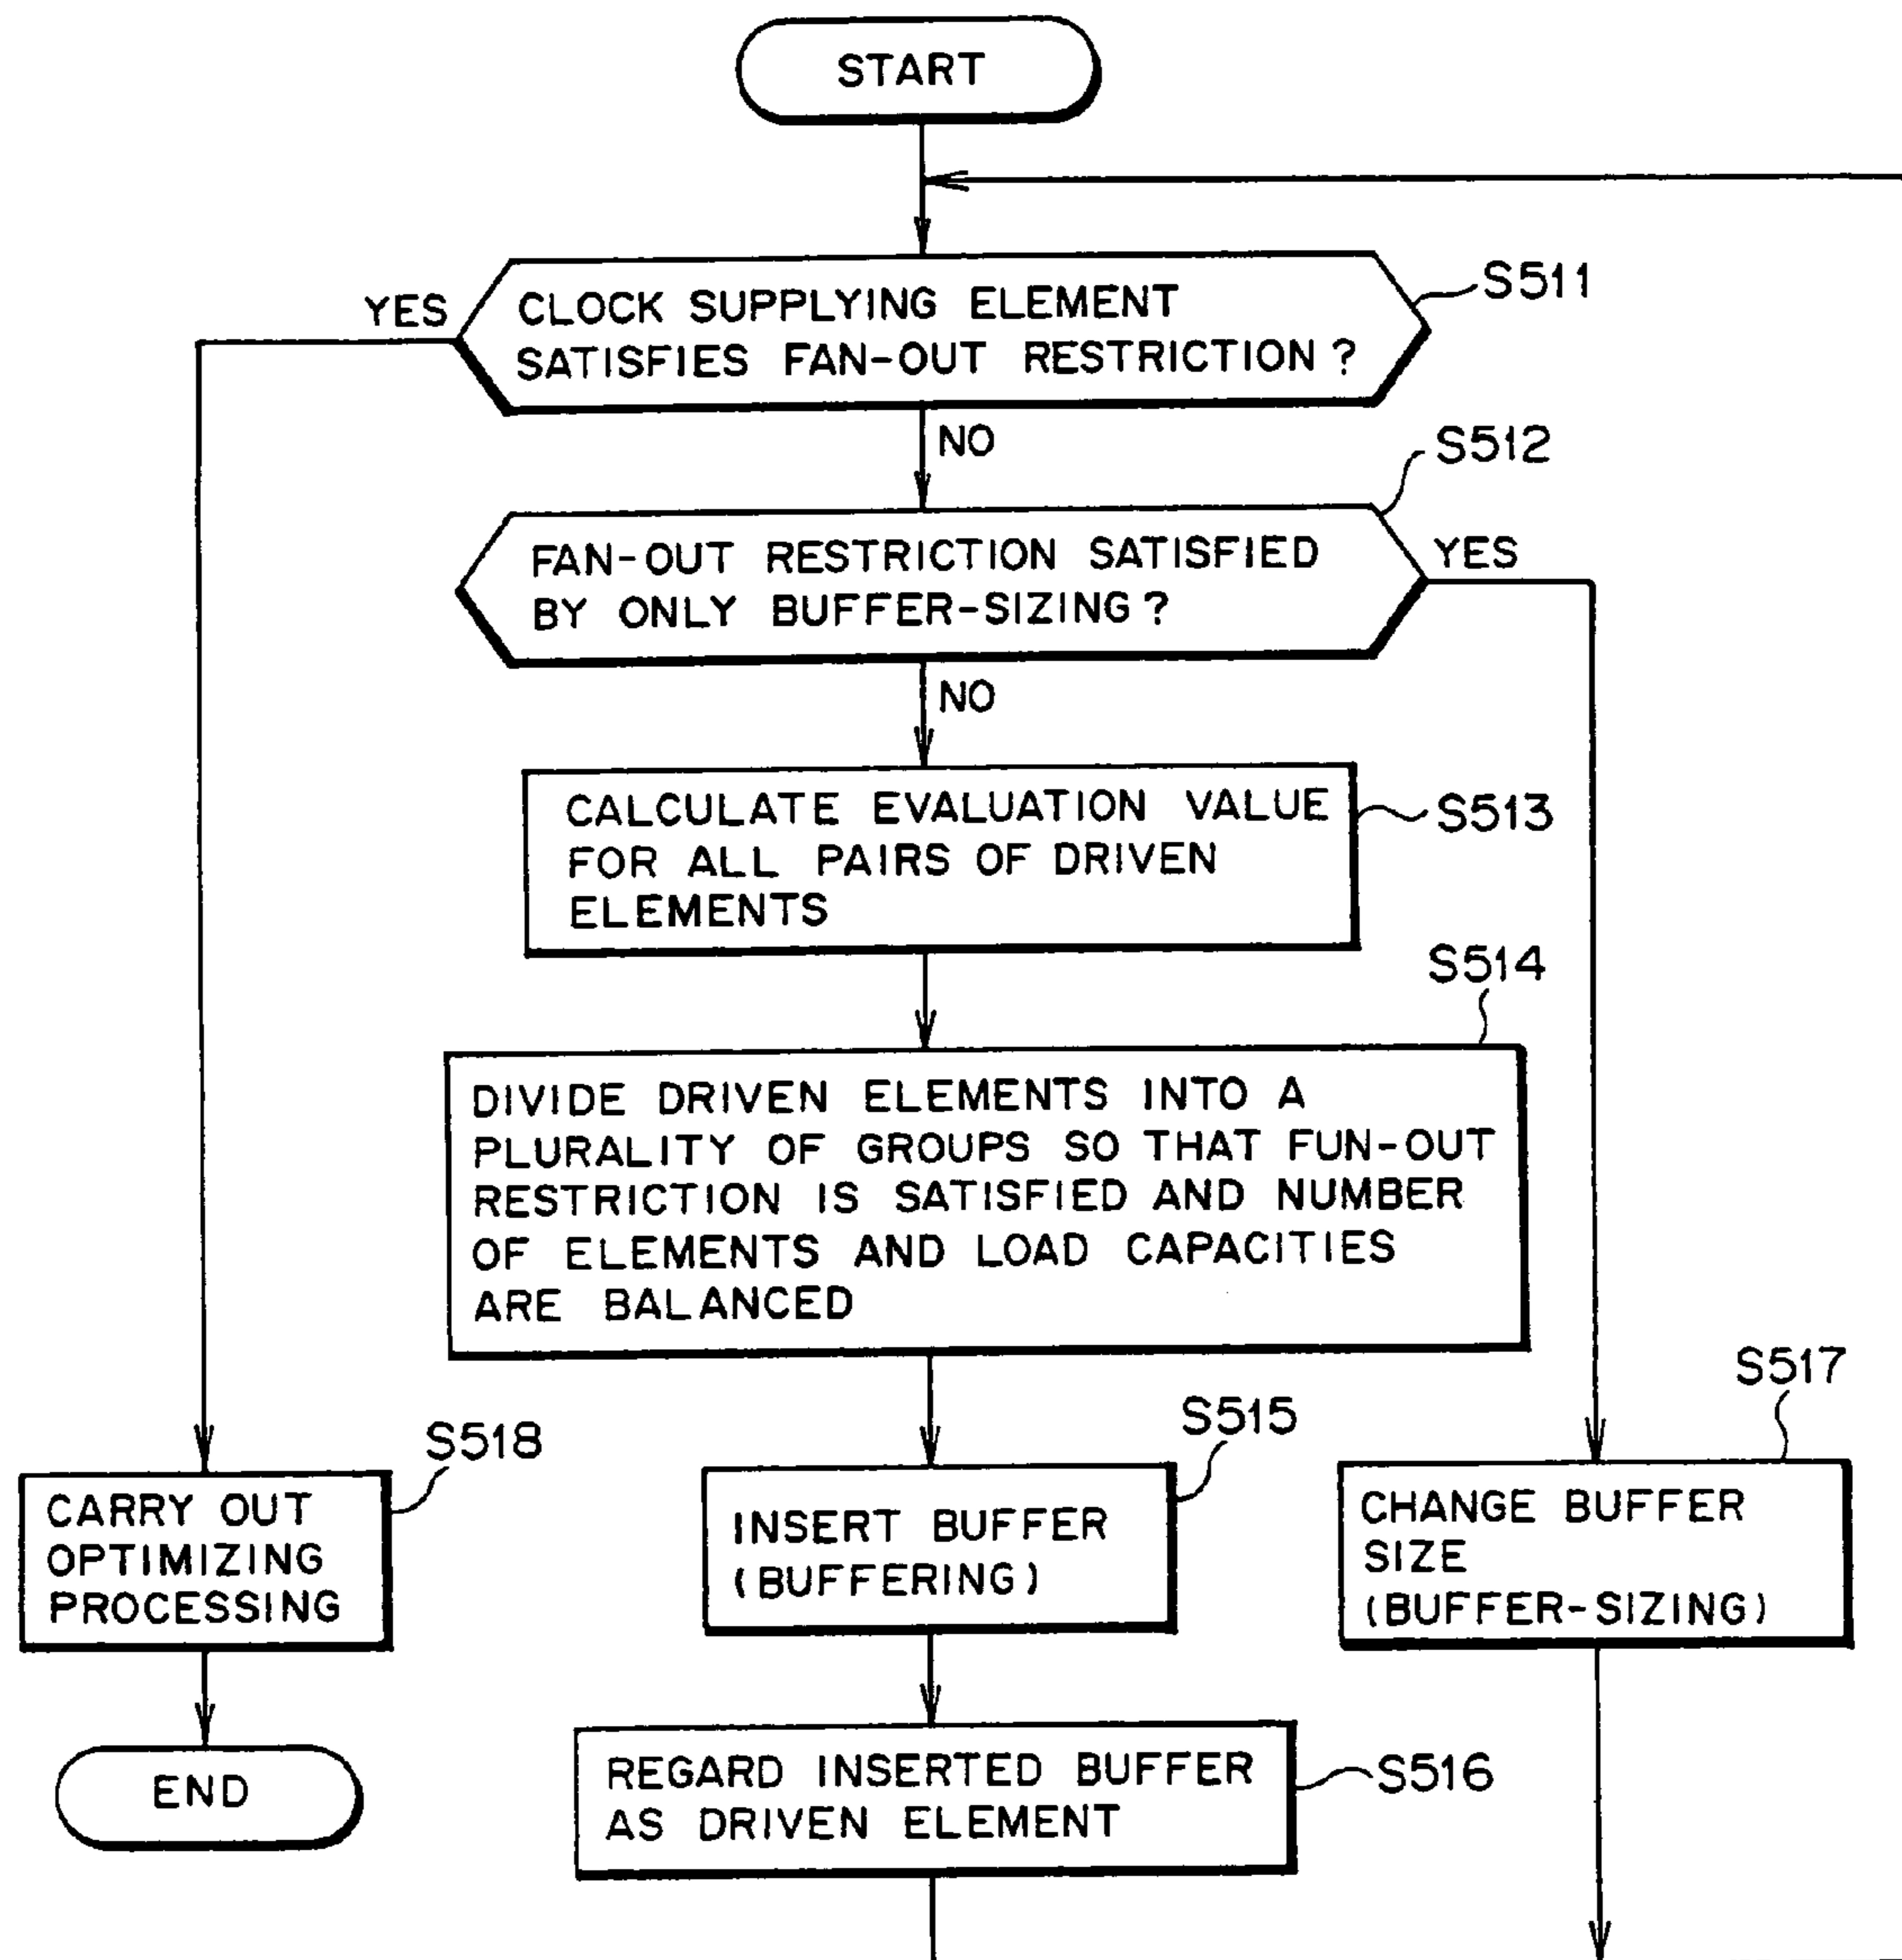 START
CLOCK SUPPLYING ELEMENT
SATISFIES FAN-OUT RESTRICTION?
S511
YES
NO
S512
FAN-OUT RESTRICTION SATISFIED
BY ONLY BUFFER-SIZING?
YES
NO
CALCULATE EVALUATION VALUE
FOR ALL PAIRS OF DRIVEN
ELEMENTS
S513
S514
DIVIDE DRIVEN ELEMENTS INTO A
PLURALITY OF GROUPS SO THAT FUN-OUT
RESTRICTION IS SATISFIED AND NUMBER
OF ELEMENTS AND LOAD CAPACITIES
ARE BALANCED
S518
CARRY OUT
OPTIMIZING
PROCESSING
S515
INSERT BUFFER
(BUFFERING)
S517
CHANGE BUFFER
SIZE
(BUFFER-SIZING)
END
REGARD INSERTED BUFFER
AS DRIVEN ELEMENT
S516